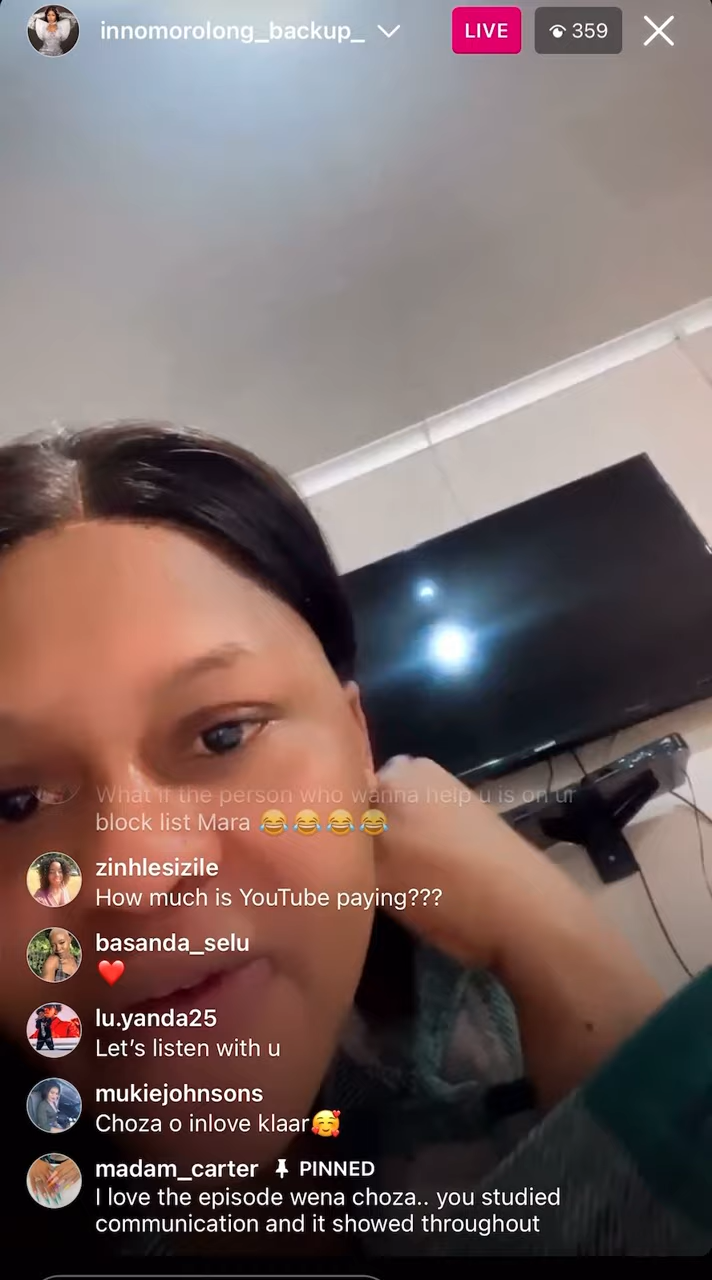 innomorolong_backup_
LIVE
359
What if the person who wanna help u is on ur
block list Mara 😂😂😂😂
zinhlesizile
How much is YouTube paying???
basanda_selu
❤️
lu.yanda25
Let’s listen with u
mukiejohnsons
Choza o inlove klaar🥰
madam_carter 📌 PINNED
I love the episode wena choza.. you studied
communication and it showed throughout